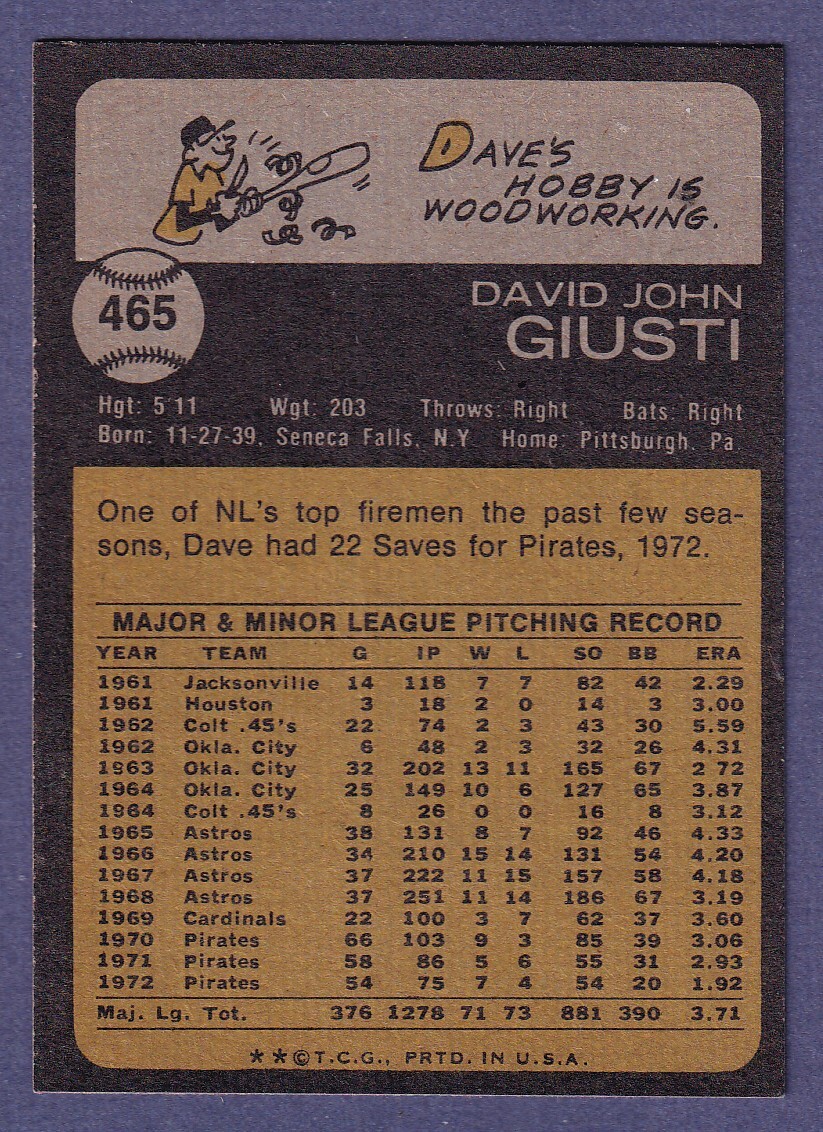 DAVE'S
HOBBY IS
WOODWORKING.
465
DAVID JOHN
GIUSTI
Hgt: 5'11 Wgt: 203 Throws: Right Bats: Right
Born: 11-27-39, Seneca Falls, N.Y Home: Pittsburgh, Pa.
One of NL's top firemen the past few sea-
sons, Dave had 22 Saves for Pirates, 1972.
MAJOR & MINOR LEAGUE PITCHING RECORD
YEAR TEAM G IP W L SO BB ERA
1961 Jacksonville 14 118 7 7 82 42 2.29
1961 Houston 3 18 2 0 14 3 3.00
1962 Colt .45's 22 74 2 3 43 30 5.59
1962 Okla. City 6 48 2 3 32 26 4.31
1963 Okla. City 32 202 13 11 165 67 2 72
1964 Okla. City 25 149 10 6 127 65 3.87
1964 Colt .45's 8 26 0 0 16 8 3.12
1965 Astros 38 131 8 7 92 46 4.33
1966 Astros 34 210 15 14 131 54 4.20
1967 Astros 37 222 11 15 157 58 4.18
1968 Astros 37 251 11 14 186 67 3.19
1969 Cardinals 22 100 3 7 62 37 3.60
1970 Pirates 66 103 9 3 85 39 3.06
1971 Pirates 58 86 5 6 55 31 2.93
1972 Pirates 54 75 7 4 54 20 1.92
Maj. Lg. Tot. 376 1278 71 73 881 390 3.71
**©T.C.G., PRTD. IN U.S.A.